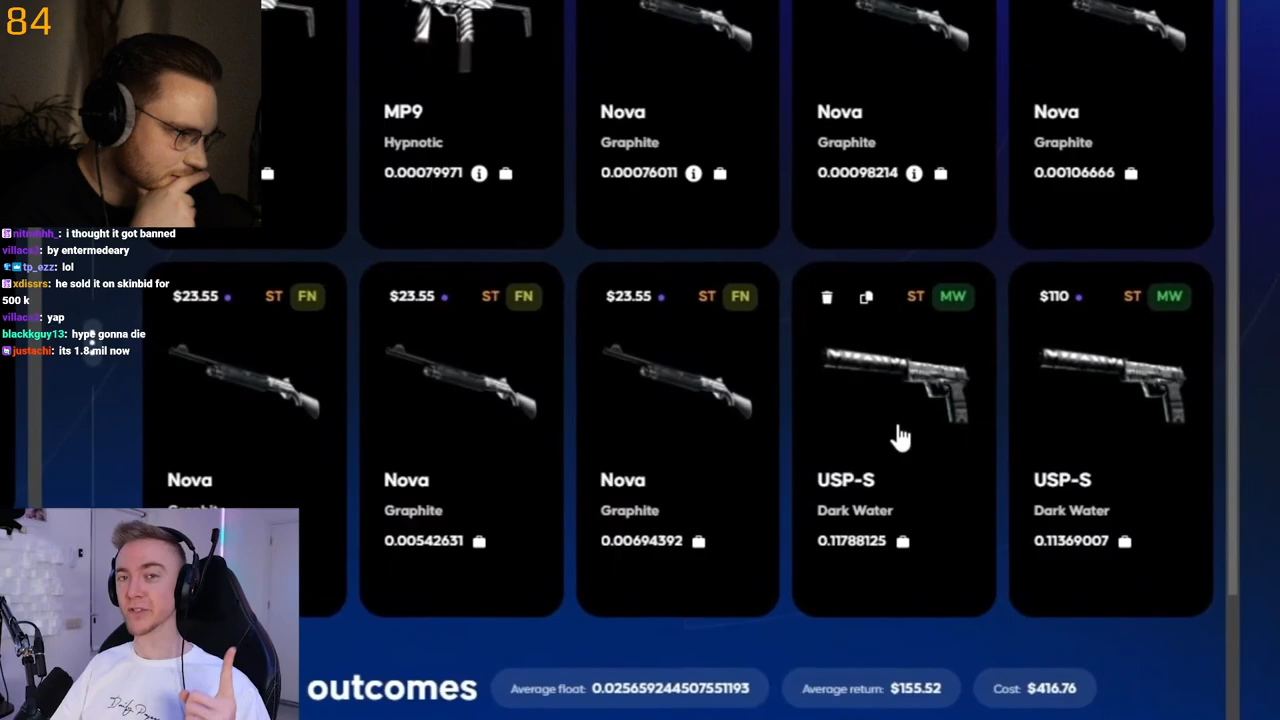 84
MP9
Hypnotic
0.00079971
Nova
Graphite
0.00076011
Nova
Graphite
0.00098214
Nova
Graphite
0.00106666
: i thought it got banned
: by entermedeary
tp_ezz: lol
xdissrs: he sold it on skinbid for
500 k
: yap
blackkguy13: hype gonna die
justachi: its 1.8 mil now
$23.55 ST FN
Nova
$23.55 ST FN
Nova
Graphite
0.00542631
$23.55 ST FN
Nova
Graphite
0.00694392
ST MW
USP-S
Dark Water
0.11788125
$110 ST MW
USP-S
Dark Water
0.11369007
outcomes
Average float: 0.025659244507551193
Average return: $155.52
Cost: $416.76